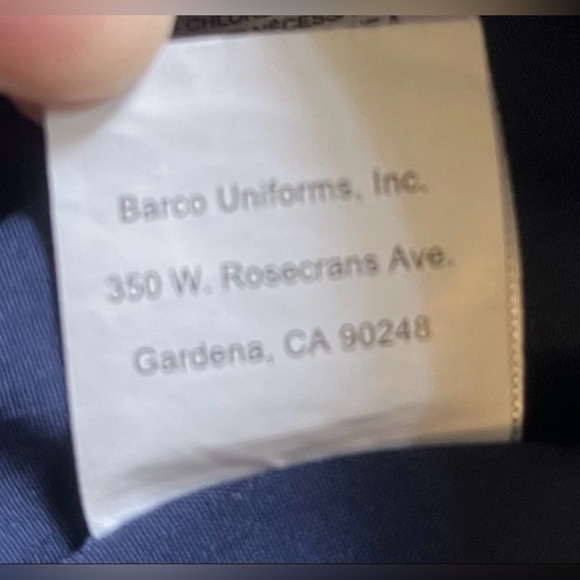 Barco Uniforms, Inc.
350 W. Rosecrans Ave.
Gardena, CA 90248